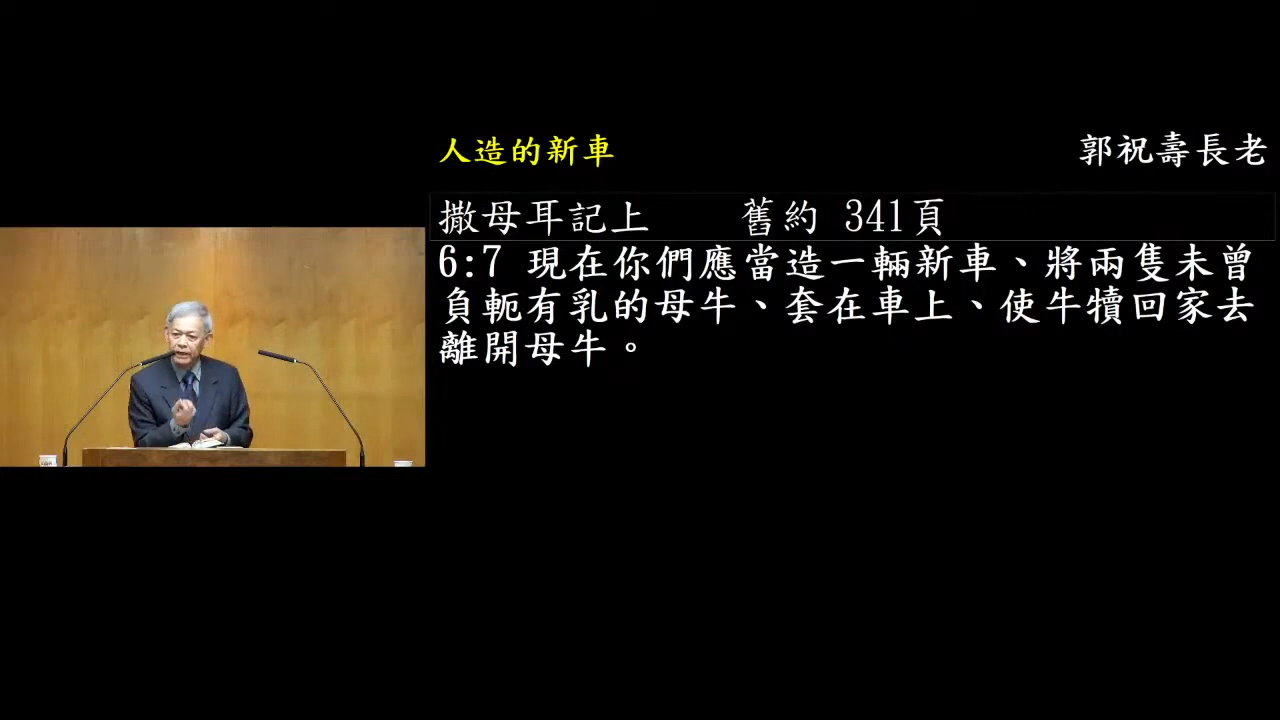 人造的新車 郭祝壽長老
撒母耳記上 舊約 341頁
6:7 現在你們應當造一輛新車、將兩隻未曾
負軛有乳的母牛、套在車上、使牛犢回家去
離開母牛。